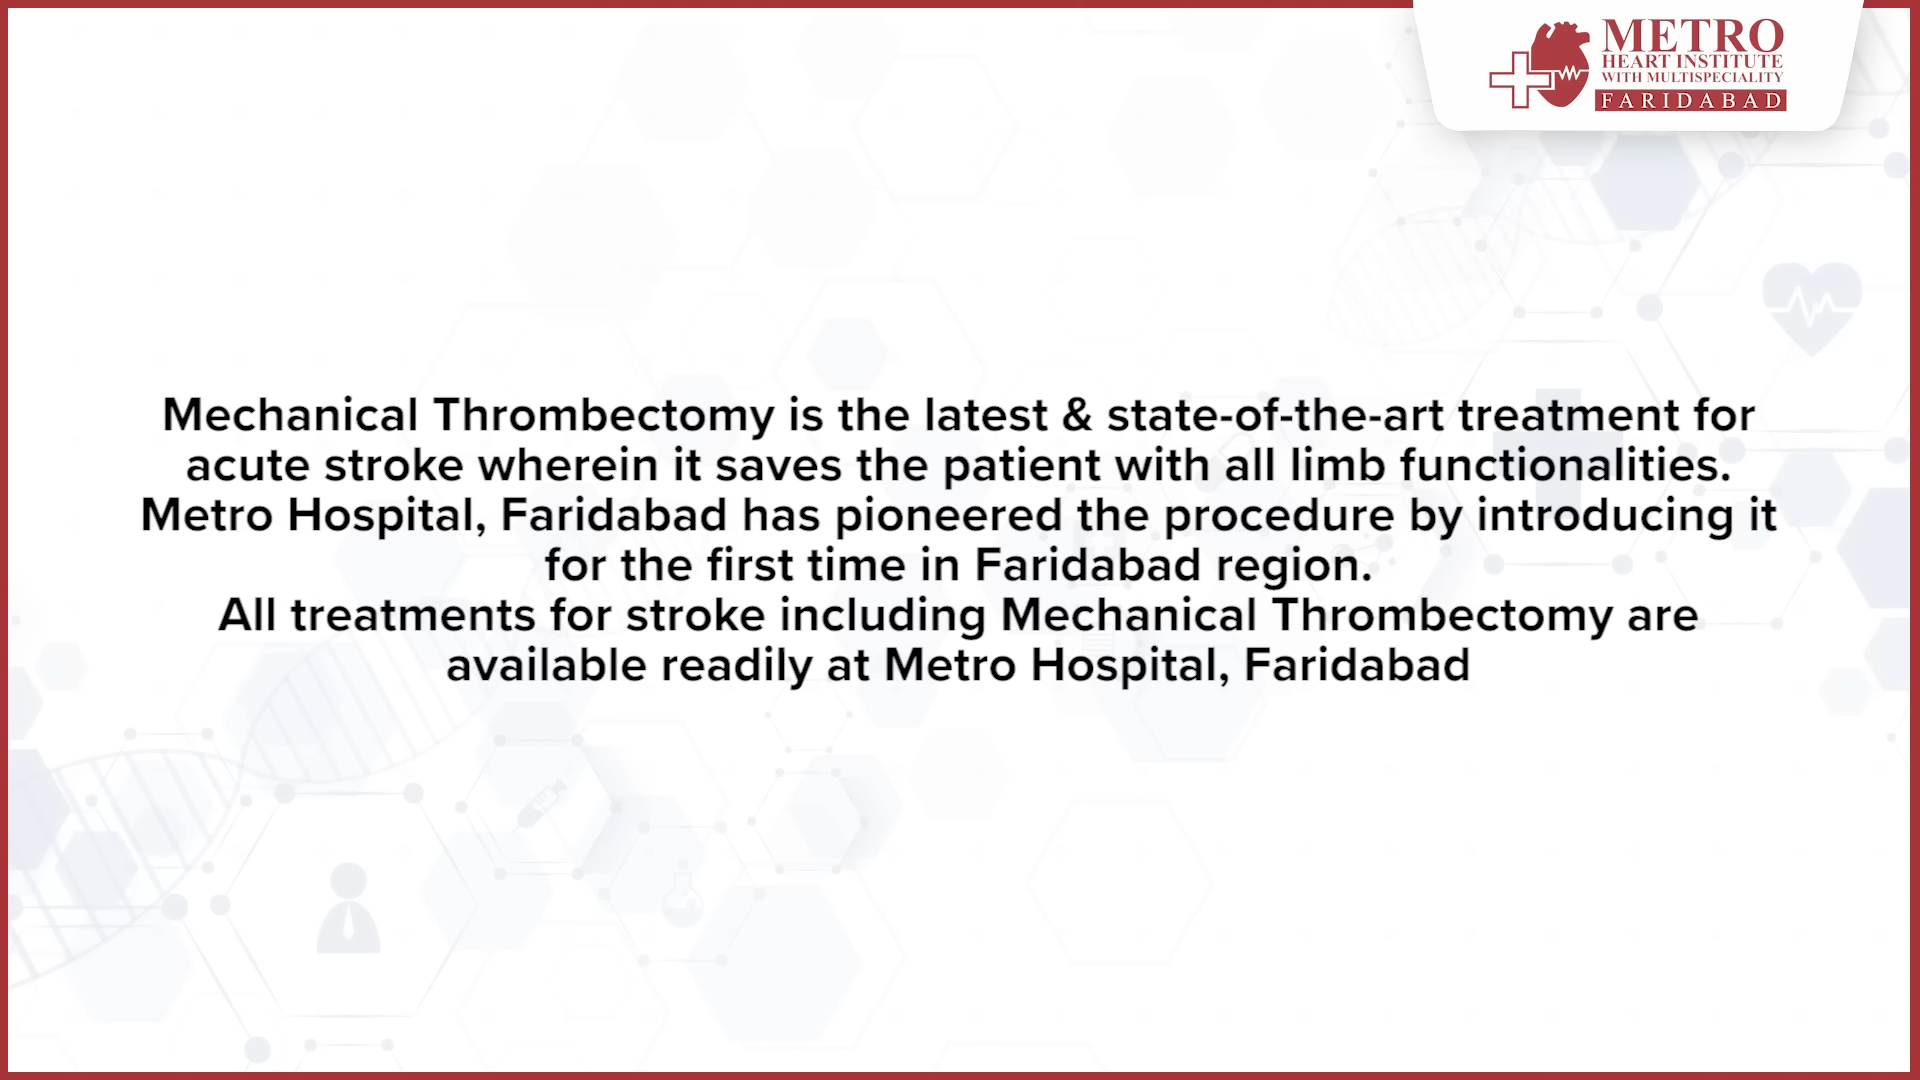 METRO
HEART INSTITUTE
WITH MULTISPECIALITY
FARIDABAD
Mechanical Thrombectomy is the latest & state-of-the-art treatment for
acute stroke wherein it saves the patient with all limb functionalities.
Metro Hospital, Faridabad has pioneered the procedure by introducing it
for the first time in Faridabad region.
All treatments for stroke including Mechanical Thrombectomy are
available readily at Metro Hospital, Faridabad